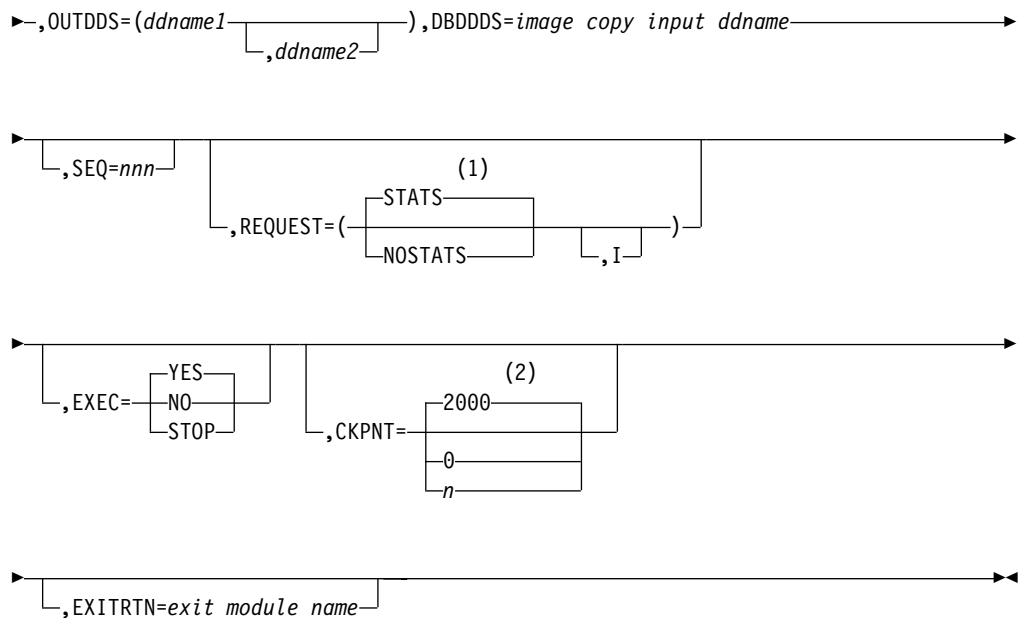 ,OUTDDS=(ddname1 ),DBDDDS=image copy input ddname
,ddname2
,SEQ=nnn
(1)
STATS
,REQUEST=( )
NOSTATS
,I
YES
(2)
,EXEC= NO
2000
STOP
,CKPNT=
0
n
,EXITRTN=exit module name